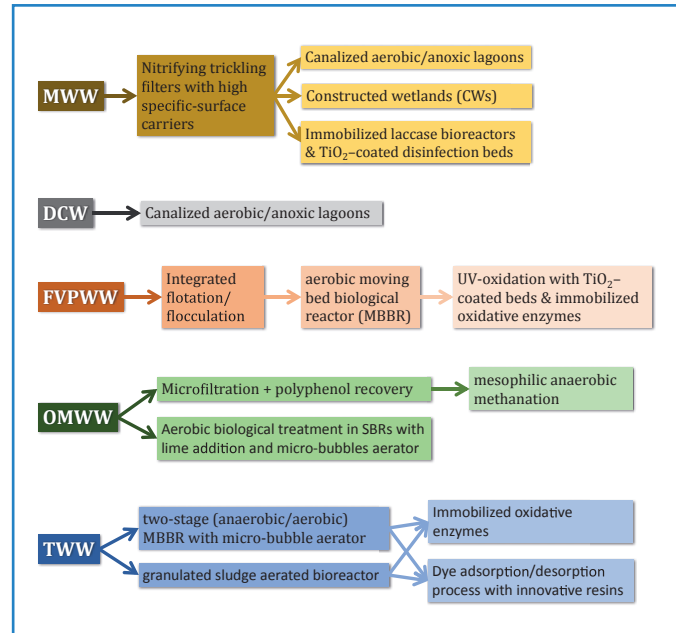 MWW
Nitrifying trickling
filters with high
specific-surface
carriers
Canalized aerobic/anoxic lagoons
Constructed wetlands (CWs)
Immobilized laccase bioreactors
& TiO₂–coated disinfection beds
DCW
Canalized aerobic/anoxic lagoons
FVPWW
Integrated
flotation/
flocculation
aerobic moving
bed biological
reactor (MBBR)
UV-oxidation with TiO₂–
coated beds & immobilized
oxidative enzymes
OMWW
Microfiltration + polyphenol recovery
mesophilic anaerobic
methanation
Aerobic biological treatment in SBRs with
lime addition and micro-bubbles aerator
TWW
two-stage (anaerobic/aerobic)
MBBR with micro-bubble aerator
granulated sludge aerated bioreactor
Immobilized oxidative
enzymes
Dye adsorption/desorption
process with innovative resins